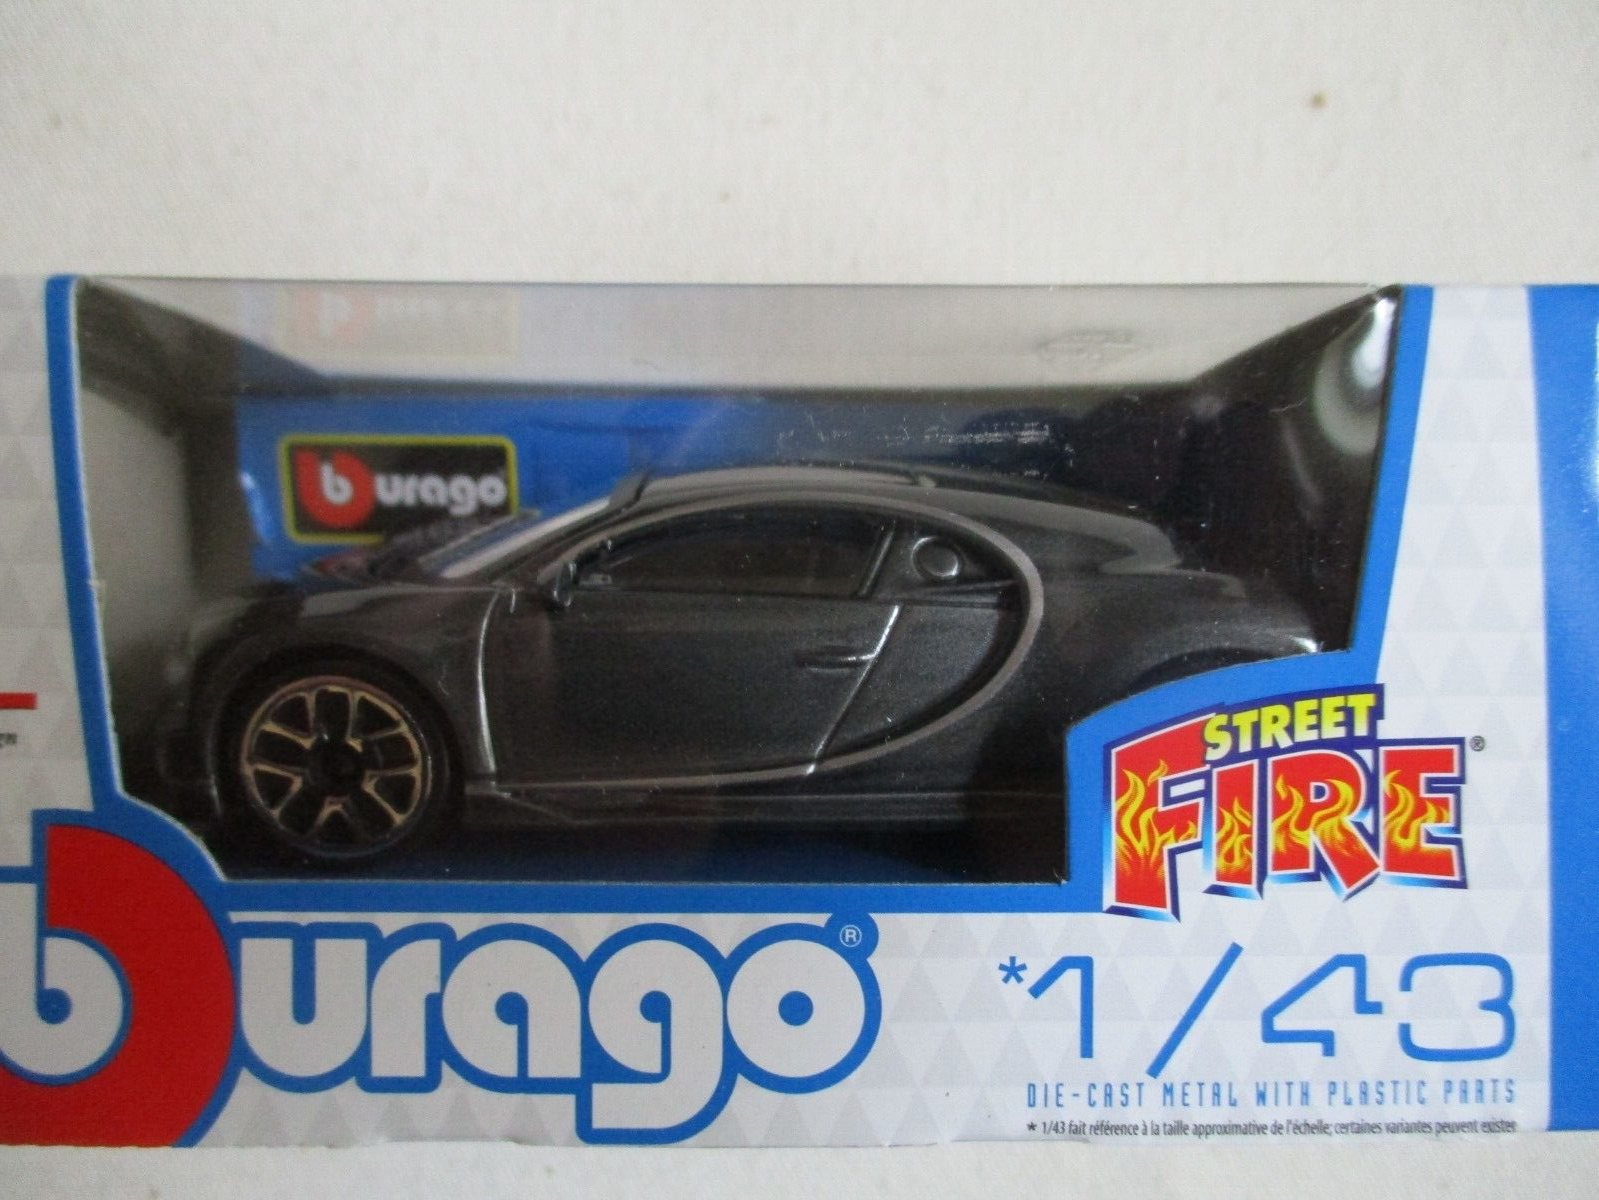 burago
STREET
FIRE®
burago®
*1/43
DIE-CAST METAL WITH PLASTIC PARTS
* 1/43 fait référence à la taille approximative de l'échelle; certaines variantes peuvent exister